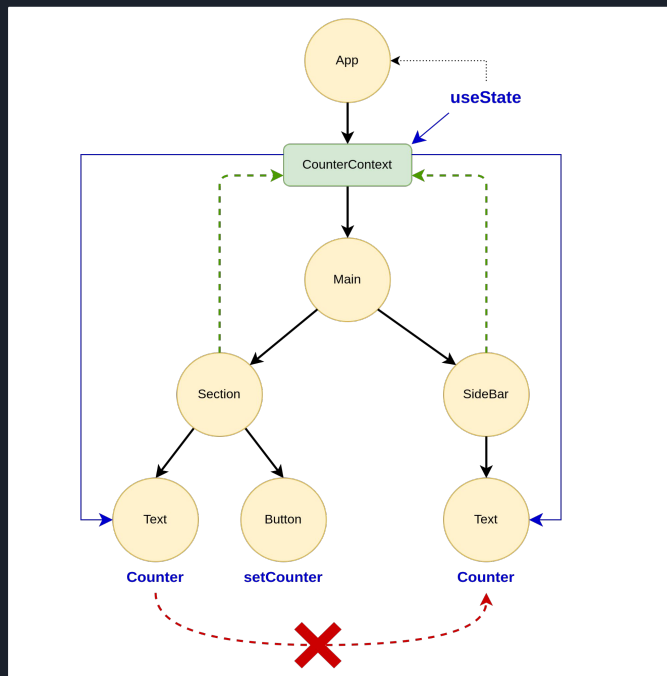 App
useState
CounterContext
Main
Section
SideBar
Text
Button
Text
Counter
setCounter
Counter